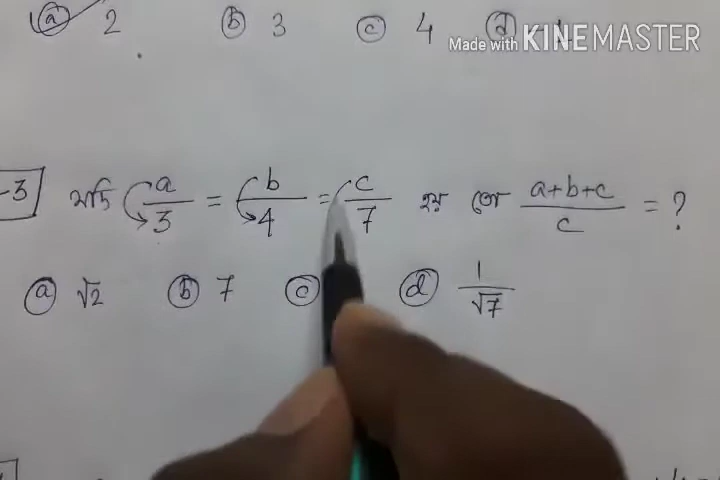 ⓐ 2 ⓑ 3 ⓒ 4 ⓓ
Made with KINEMASTER
-3 যদি a/3 = b/4 = c/7 হয় তো (a+b+c)/c = ?
ⓐ √2 ⓑ 7 ⓒ ⓓ 1/√7